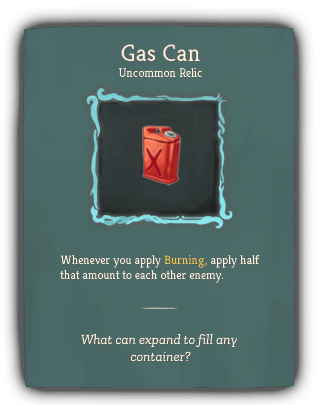 Gas Can
Uncommon Relic
Whenever you apply Burning, apply half
that amount to each other enemy.
What can expand to fill any
container?